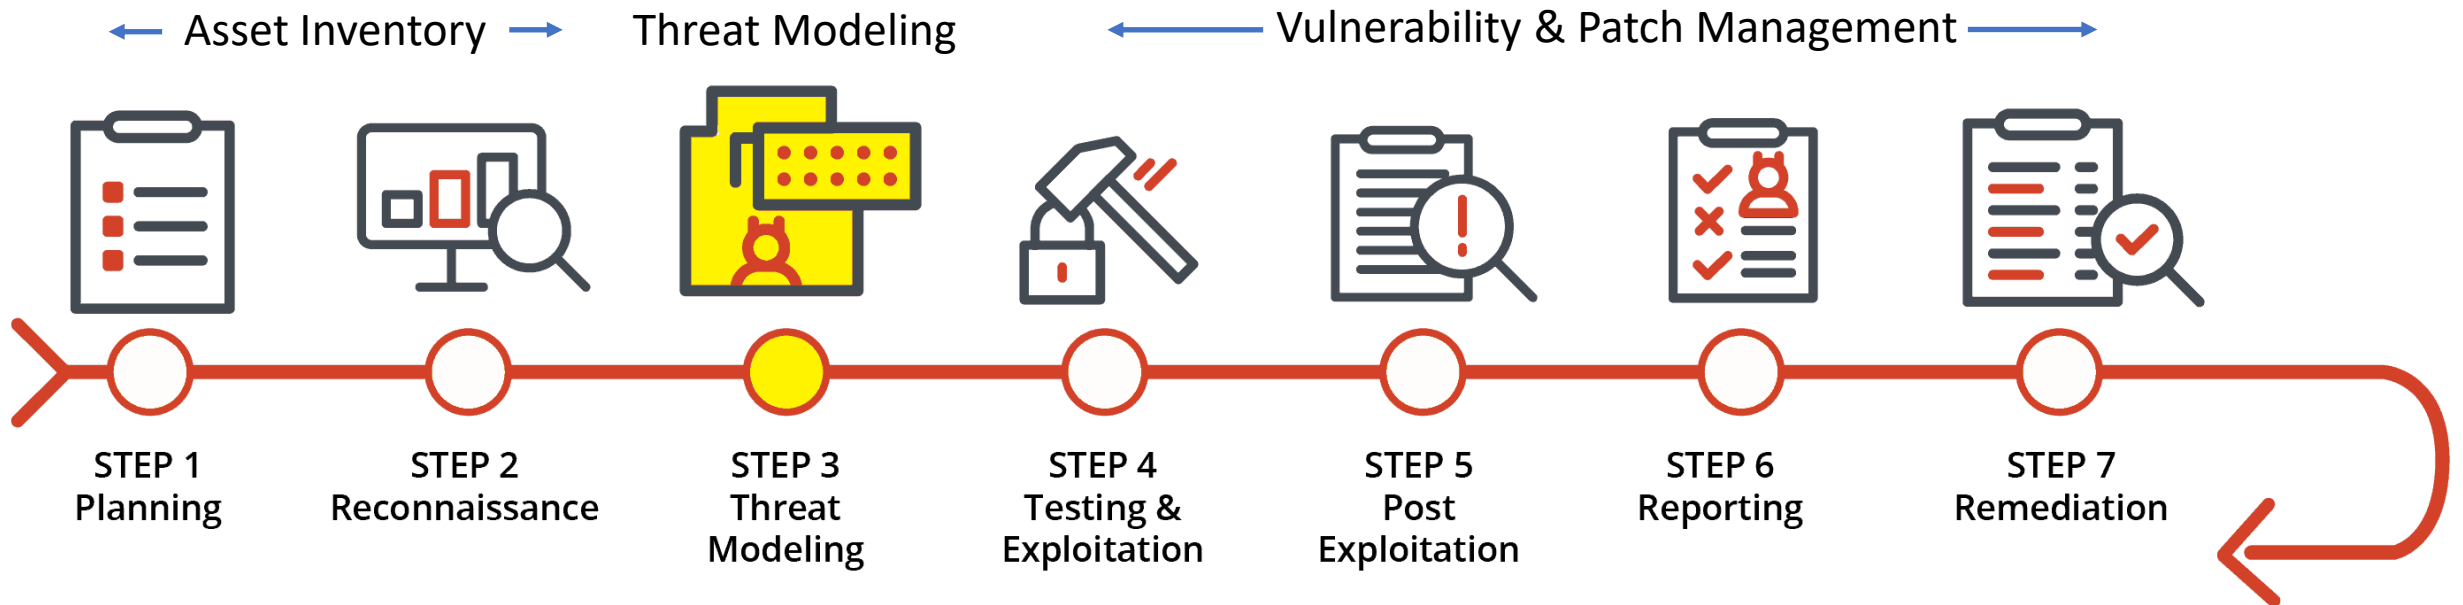 Asset Inventory
Threat Modeling
Vulnerability & Patch Management
STEP 1
Planning
STEP 2
Reconnaissance
STEP 3
Threat
Modeling
STEP 4
Testing &
Exploitation
STEP 5
Post
Exploitation
STEP 6
Reporting
STEP 7
Remediation